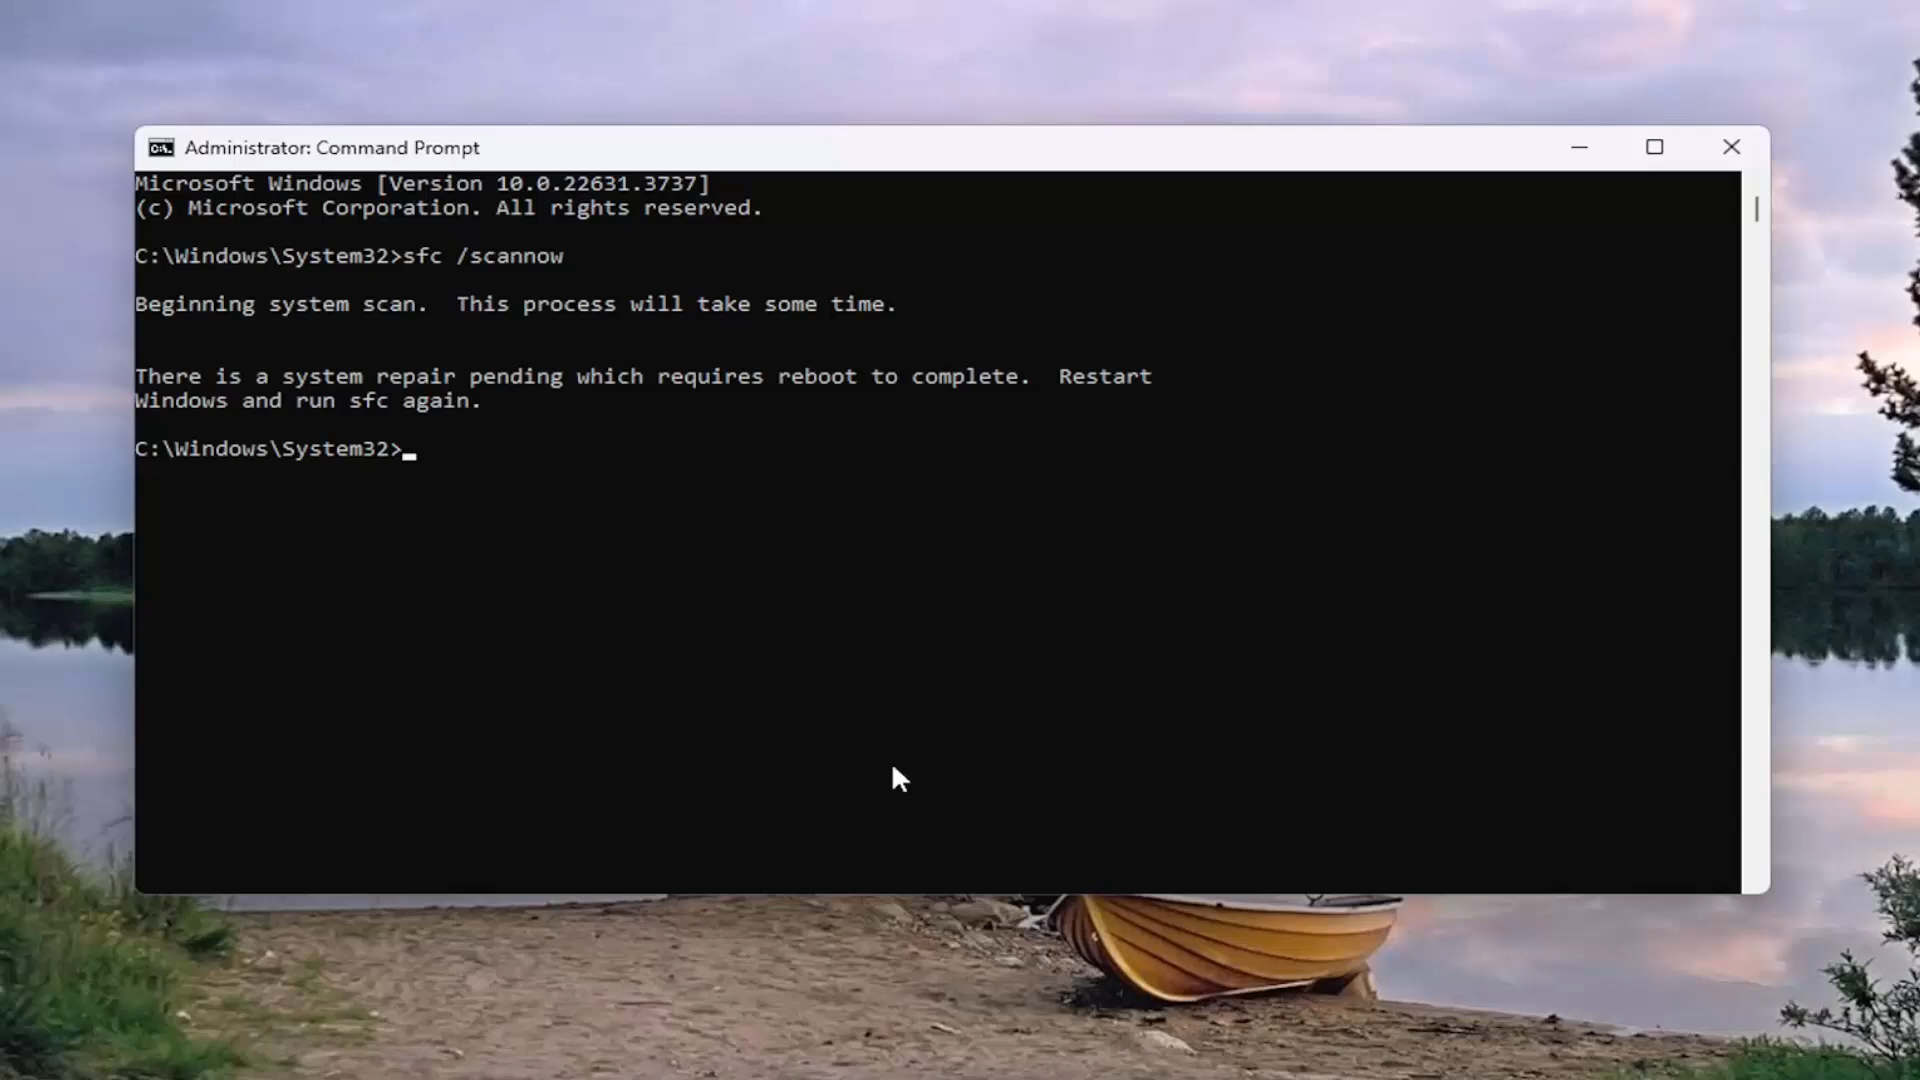 Administrator: Command Prompt
Microsoft Windows [Version 10.0.22631.3737]
(c) Microsoft Corporation. All rights reserved.
C:\Windows\System32>sfc /scannow
Beginning system scan.  This process will take some time.
There is a system repair pending which requires reboot to complete.  Restart
Windows and run sfc again.
C:\Windows\System32>